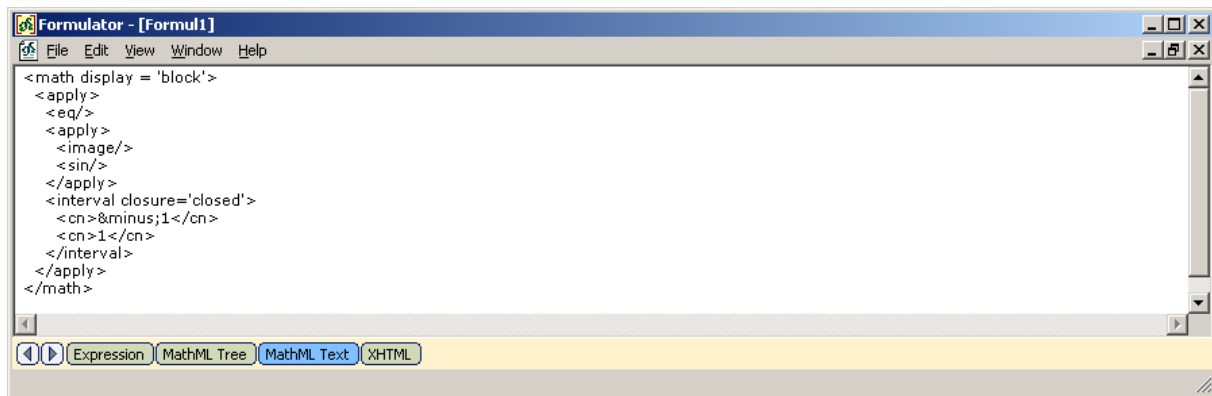 Formulator - [Formul1]
File Edit View Window Help
<math display = 'block'>
<apply>
<eq/>
<apply>
<image/>
<sin/>
</apply>
<interval closure='closed'>
<cn>&minus;1</cn>
<cn>1</cn>
</interval>
</apply>
</math>
Expression MathML Tree MathML Text XHTML